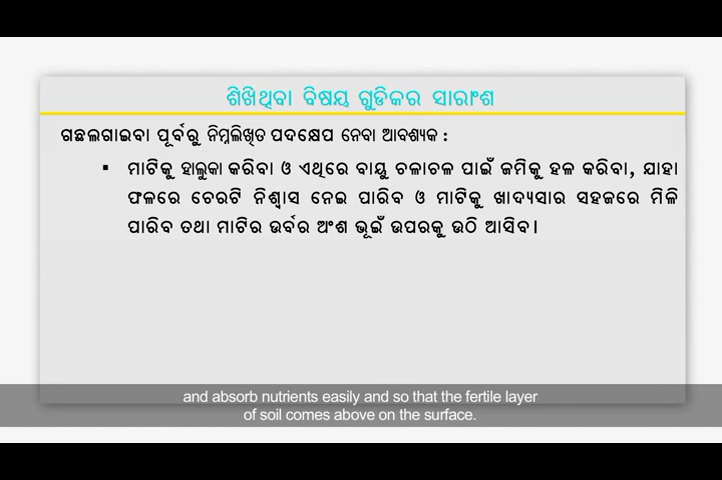 ଶିଖିଥିବା ବିଷୟ ଗୁଡିକର ସାରାଂଶ
ଗଛଲଗାଇବା ପୂର୍ବରୁ ନିମ୍ନଲିଖିତ ପଦକ୍ଷେପ ନେବା ଆବଶ୍ୟକ :
▪ ମାଟିକୁ ହାଲୁକା କରିବା ଓ ଏଥିରେ ବାୟୁ ଚଳାଚଳ ପାଇଁ ଜମିକୁ ହଳ କରିବା, ଯାହା
ଫଳରେ ଚେରଟି ନିଶ୍ୱାସ ନେଇ ପାରିବ ଓ ମାଟିକୁ ଖାଦ୍ୟସାର ସହଜରେ ମିଳି
ପାରିବ ତଥା ମାଟିର ଉର୍ବର ଅଂଶ ଭୂଇଁ ଉପରକୁ ଉଠି ଆସିବ।
and absorb nutrients easily and so that the fertile layer
of soil comes above on the surface.